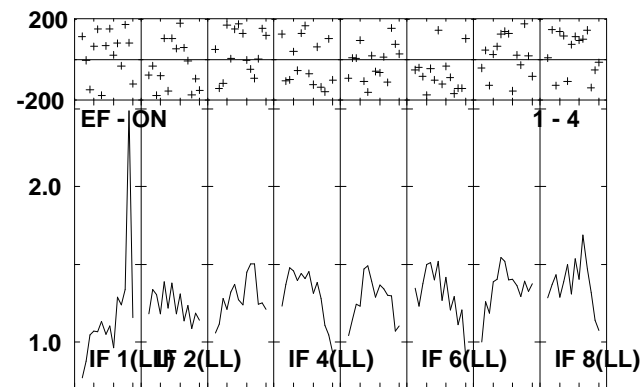 200
-200
EF - ON 1 - 4
2.0
1.0
IF 1(LL) IF 2(LL) IF 4(LL) IF 6(LL) IF 8(LL)